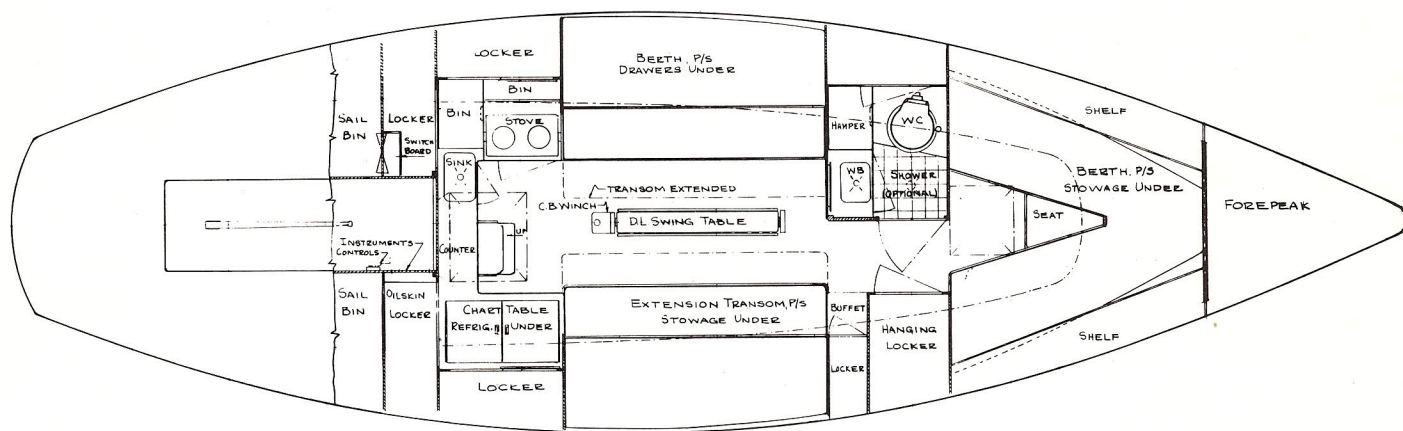 LOCKER
BERTH, P/S
DRAWERS UNDER
SAIL
BIN
LOCKER
SWITCH
BOARD
BIN
BIN
STOVE
SINK
HAMPER
WC
WB
SHOWER
(OPTIONAL)
SHELF
BERTH, P/S
STOWAGE UNDER
TRANSOM EXTENDED
C.B. WINCH
D.L SWING TABLE
UP
COUNTER
SEAT
FOREPEAK
INSTRUMENTS
CONTROLS
SAIL
BIN
OILSKIN
LOCKER
CHART TABLE
REFRIG. UNDER
EXTENSION TRANSOM, P/S
STOWAGE UNDER
BUFFET
LOCKER
HANGING
LOCKER
SHELF
LOCKER